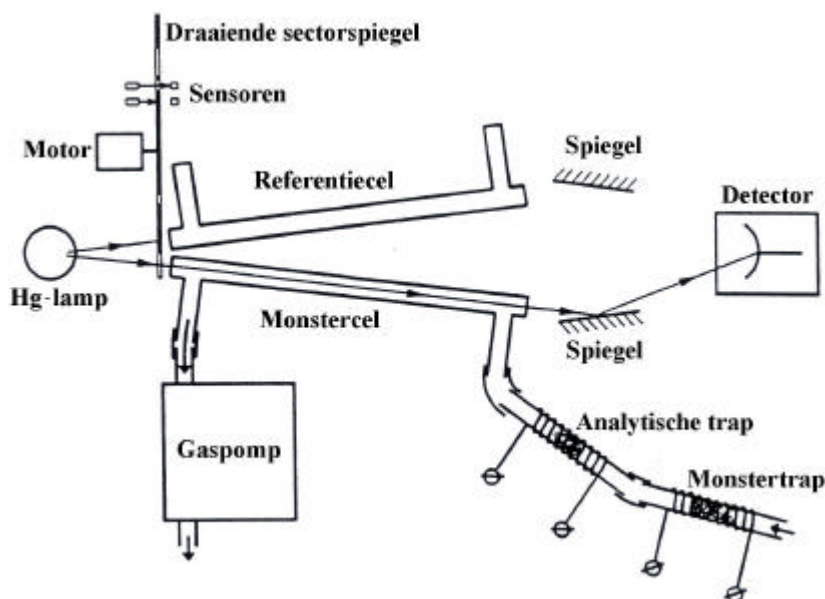 Draaiende sectorspiegel
Sensoren
Motor
Referentiecel
Spiegel
Detector
Hg-lamp
Monstercel
Spiegel
Gaspomp
Analytische trap
Monstertrap